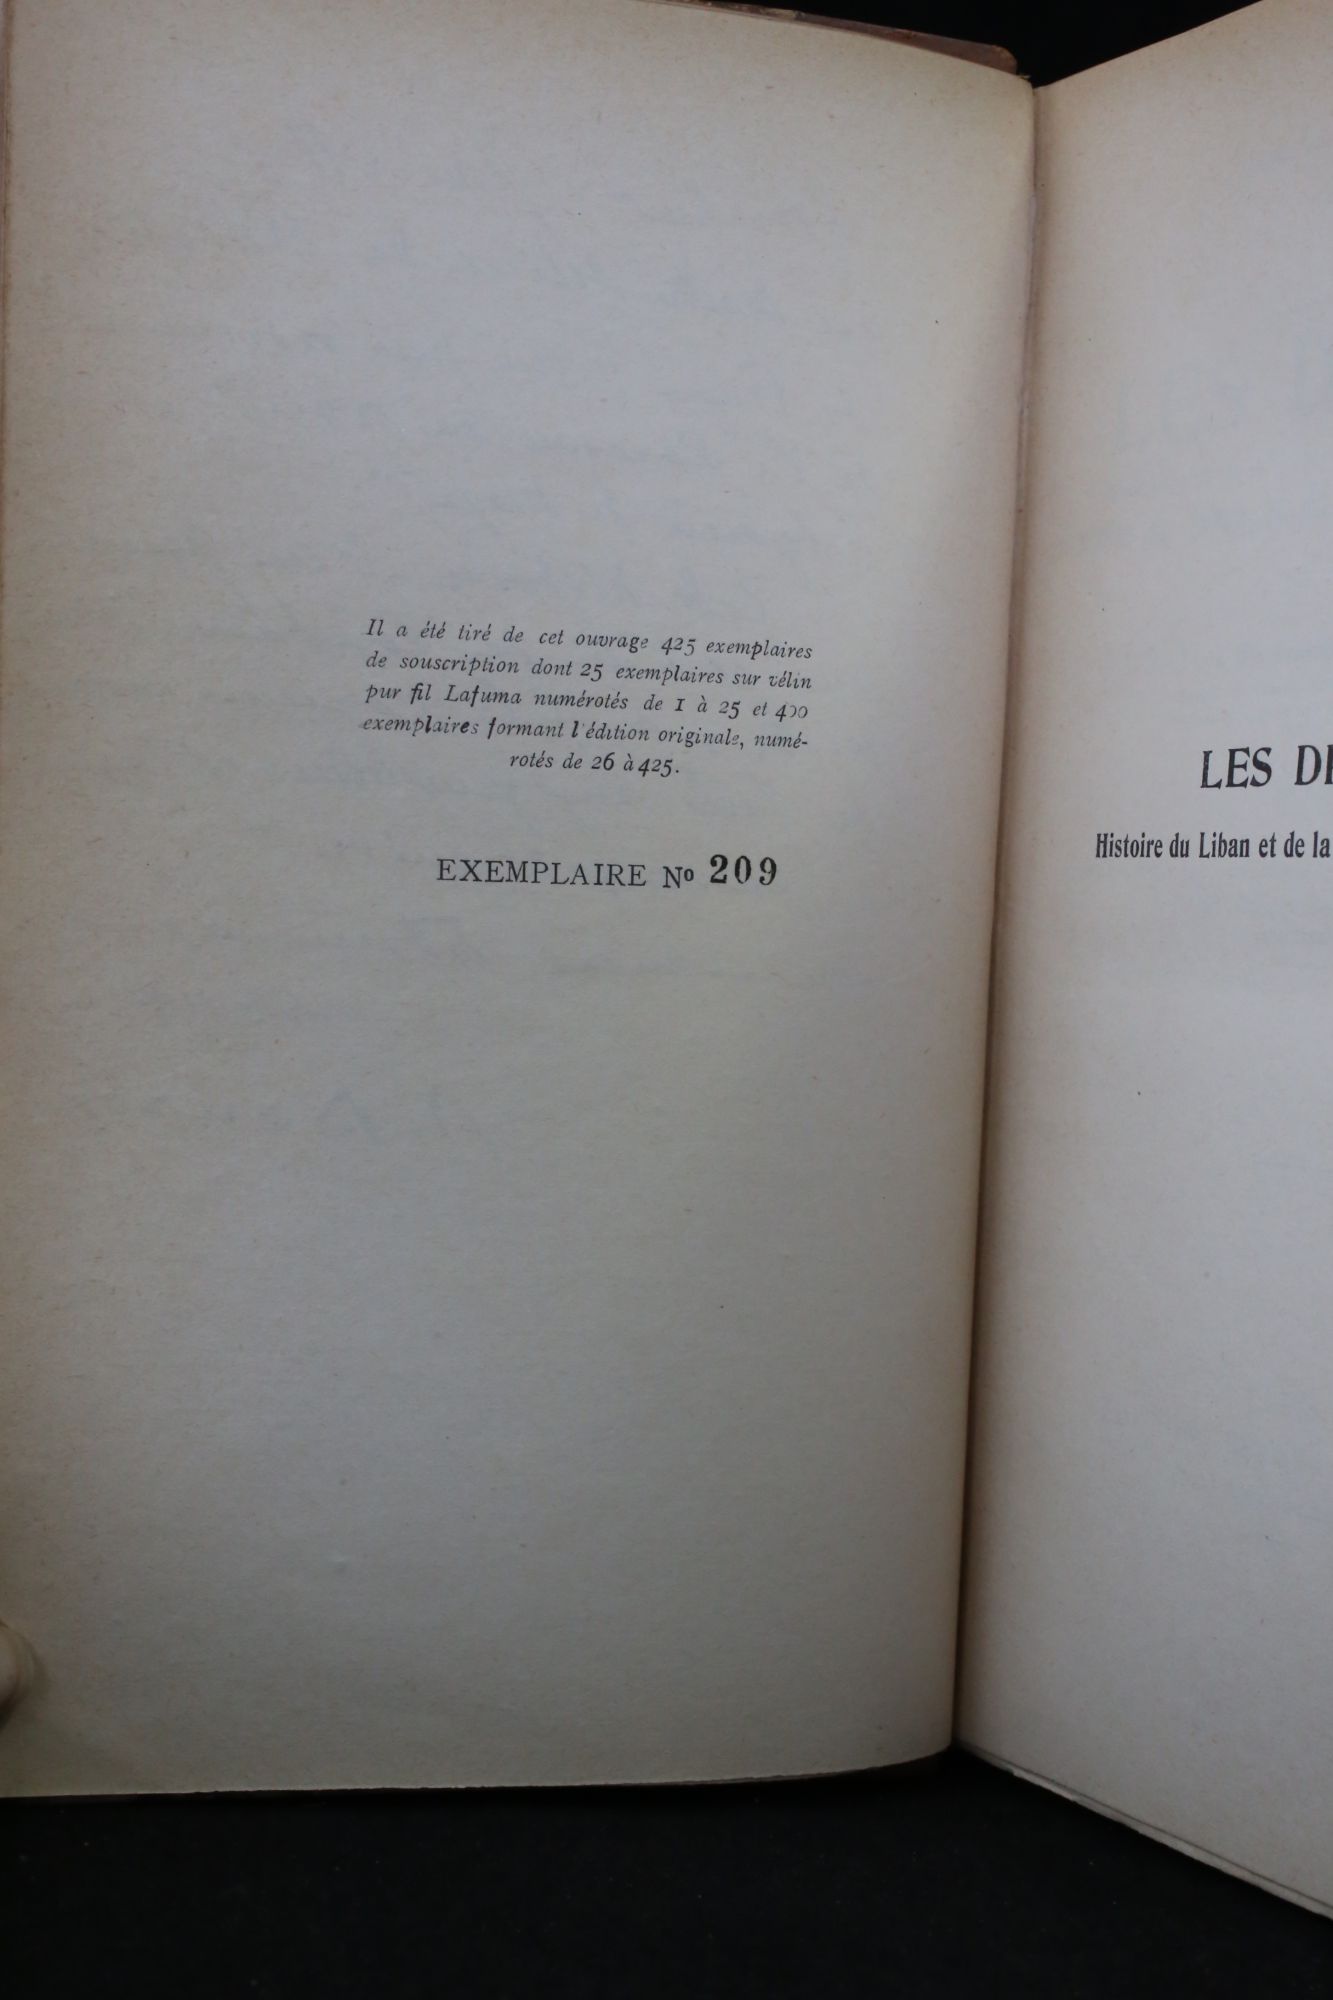 Il a été tiré de cet ouvrage 425 exemplaires
de souscription dont 25 exemplaires sur vélin
pur fil Lafuma numérotés de 1 à 25 et 400
exemplaires formant l'édition originale, numé-
rotés de 26 à 425.
EXEMPLAIRE Nº 209
LES DE
Histoire du Liban et de la